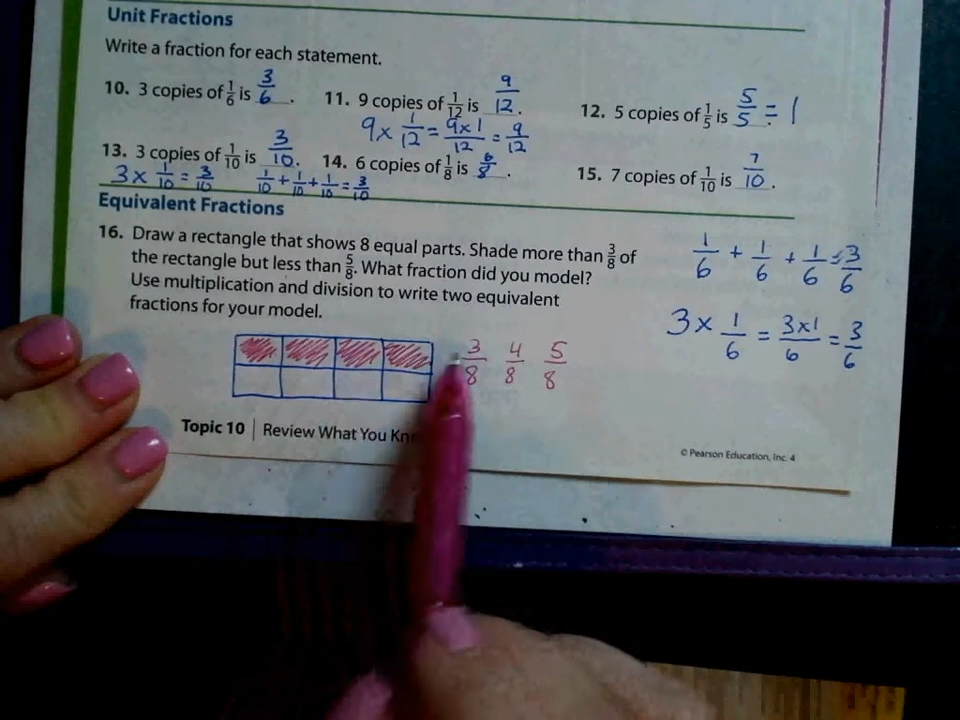 Unit Fractions
Write a fraction for each statement.
10. 3 copies of 1/6 is 3/6.
11. 9 copies of 1/12 is 9/12.
12. 5 copies of 1/5 is 5/5. = 1
9 x 1/12 = 9x1/12 = 9/12
13. 3 copies of 1/10 is 3/10.
14. 6 copies of 1/8 is 6/8.
15. 7 copies of 1/10 is 7/10.
3 x 1/10 = 3/10
1/10 + 1/10 + 1/10 = 3/10
Equivalent Fractions
16. Draw a rectangle that shows 8 equal parts. Shade more than 3/8 of
the rectangle but less than 5/8. What fraction did you model?
Use multiplication and division to write two equivalent
fractions for your model.
1/6 + 1/6 + 1/6 = 3/6
3 x 1/6 = 3x1/6 = 3/6
3/8 4/8 5/8
Topic 10 | Review What You Kn
© Pearson Education, Inc. 4